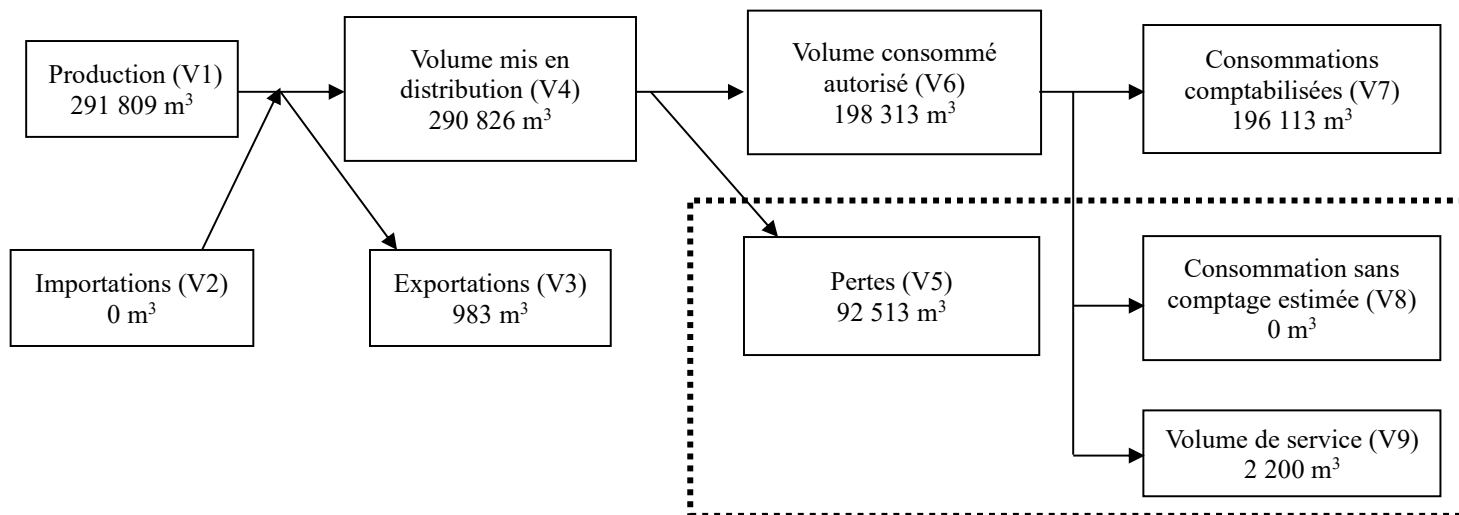 Production (V1)
291 809 m³
Volume mis en
distribution (V4)
290 826 m³
Volume consommé
autorisé (V6)
198 313 m³
Consommations
comptabilisées (V7)
196 113 m³
Importations (V2)
0 m³
Exportations (V3)
983 m³
Pertes (V5)
92 513 m³
Consommation sans
comptage estimée (V8)
0 m³
Volume de service (V9)
2 200 m³